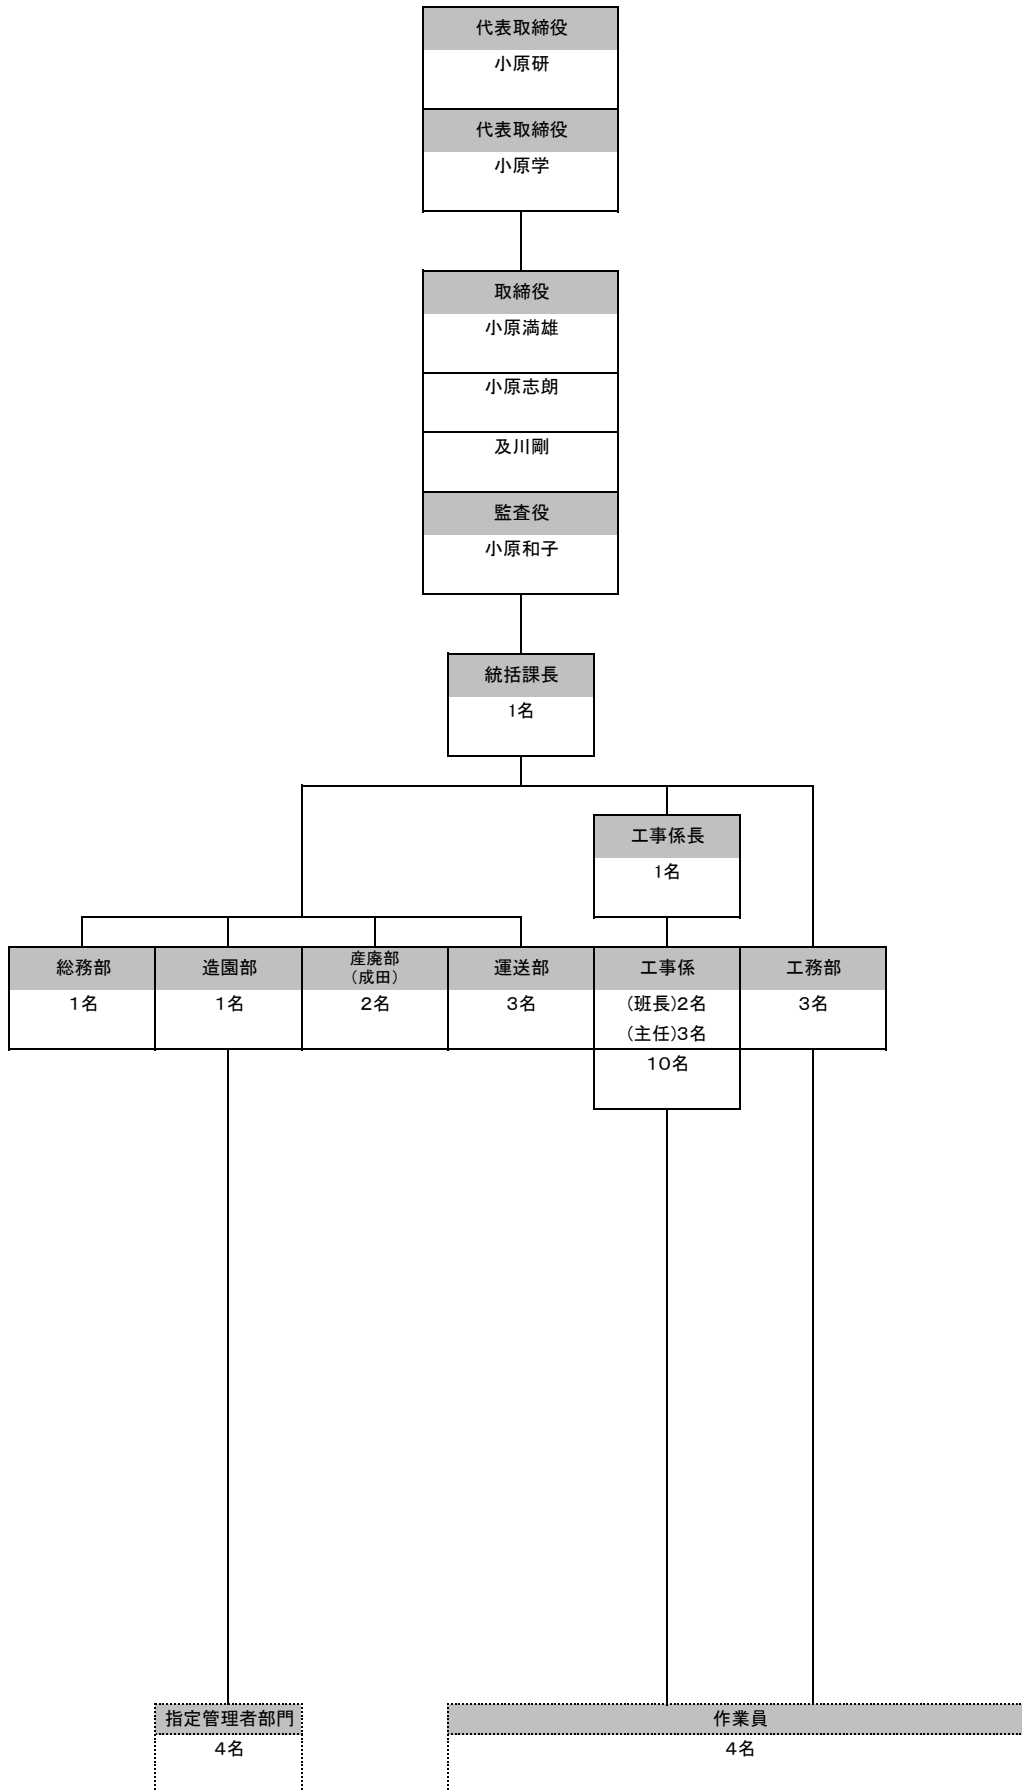 代表取締役
小原研
代表取締役
小原学
取締役
小原満雄
小原志朗
及川剛
監査役
小原和子
統括課長
1名
工事係長
1名
総務部
1名
造園部
1名
産廃部
（成田）
2名
運送部
3名
工事係
(班長)2名
(主任)3名
10名
工務部
3名
指定管理者部門
4名
作業員
4名